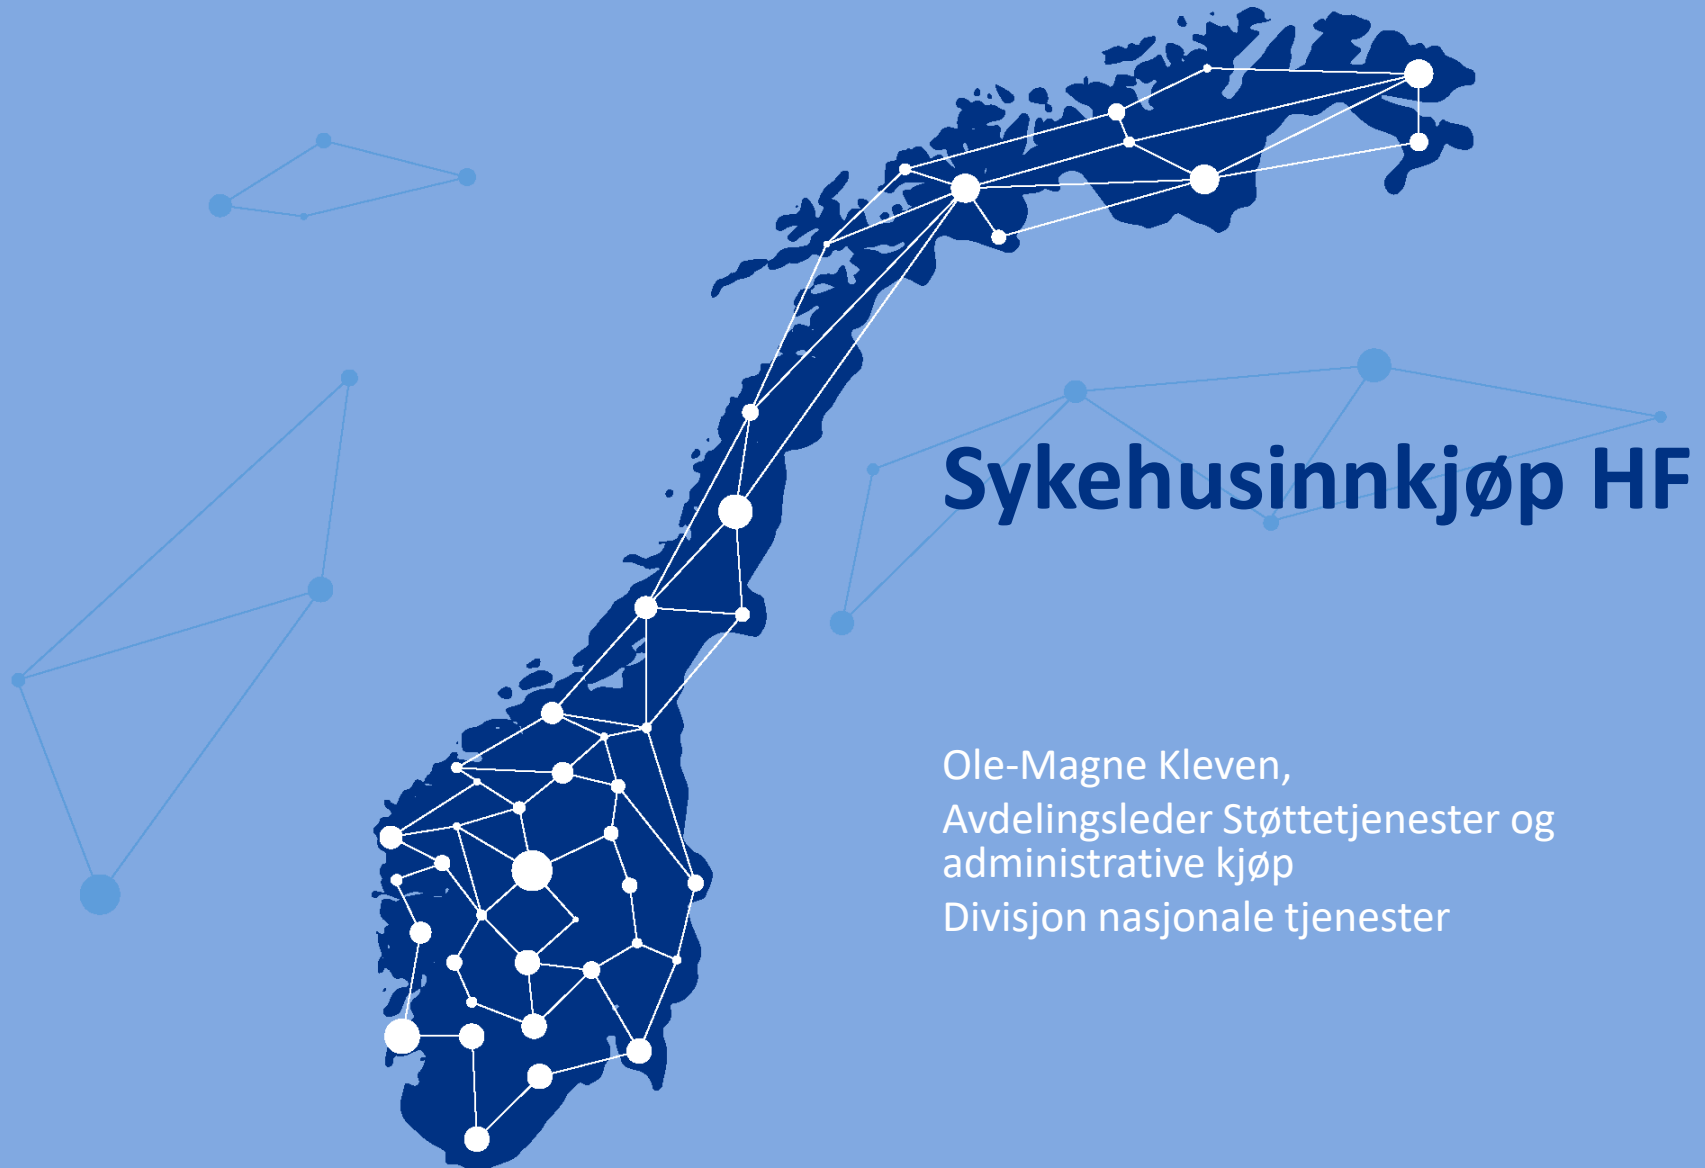 Sykehusinnkjøp HF
Ole-Magne Kleven,
Avdelingsleder Støttetjenester og
administrative kjøp
Divisjon nasjonale tjenester